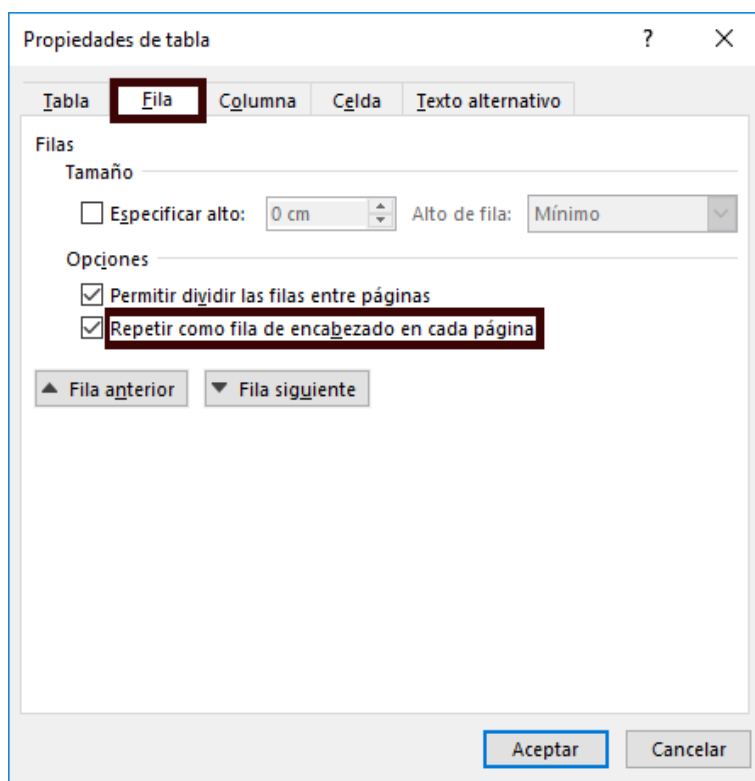 Propiedades de tabla ? X
Tabla Fila Columna Celda Texto alternativo
Filas
Tamaño
Especificar alto: 0 cm Alto de fila: Mínimo
Opciones
Permitir dividir las filas entre páginas
Repetir como fila de encabezado en cada página
Fila anterior Fila siguiente
Aceptar Cancelar